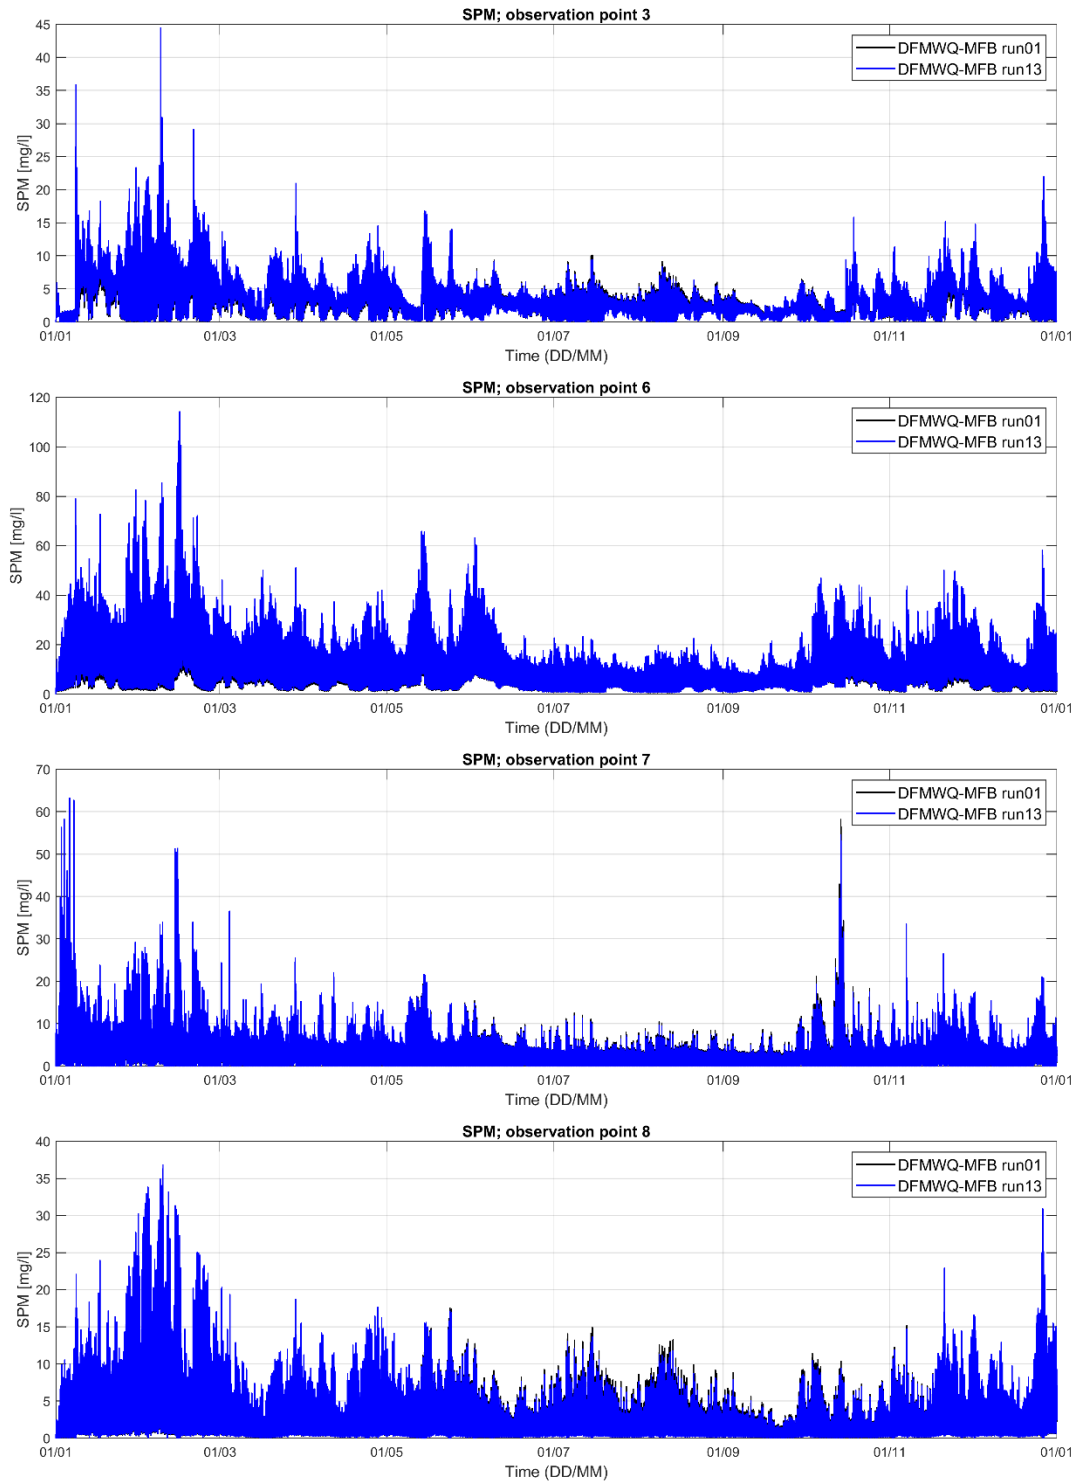 SPM; observation point 3
45
40
35
30
25
20
15
10
5
0
SPM [mg/l]
DFMWQ-MFB run01
DFMWQ-MFB run13
01/01 01/03 01/05 01/07 01/09 01/11 01/01
Time (DD/MM)
SPM; observation point 6
120
100
80
60
40
20
0
SPM [mg/l]
DFMWQ-MFB run01
DFMWQ-MFB run13
01/01 01/03 01/05 01/07 01/09 01/11 01/01
Time (DD/MM)
SPM; observation point 7
70
60
50
40
30
20
10
0
SPM [mg/l]
DFMWQ-MFB run01
DFMWQ-MFB run13
01/01 01/03 01/05 01/07 01/09 01/11 01/01
Time (DD/MM)
SPM; observation point 8
40
35
30
25
20
15
10
5
0
SPM [mg/l]
DFMWQ-MFB run01
DFMWQ-MFB run13
01/01 01/03 01/05 01/07 01/09 01/11 01/01
Time (DD/MM)